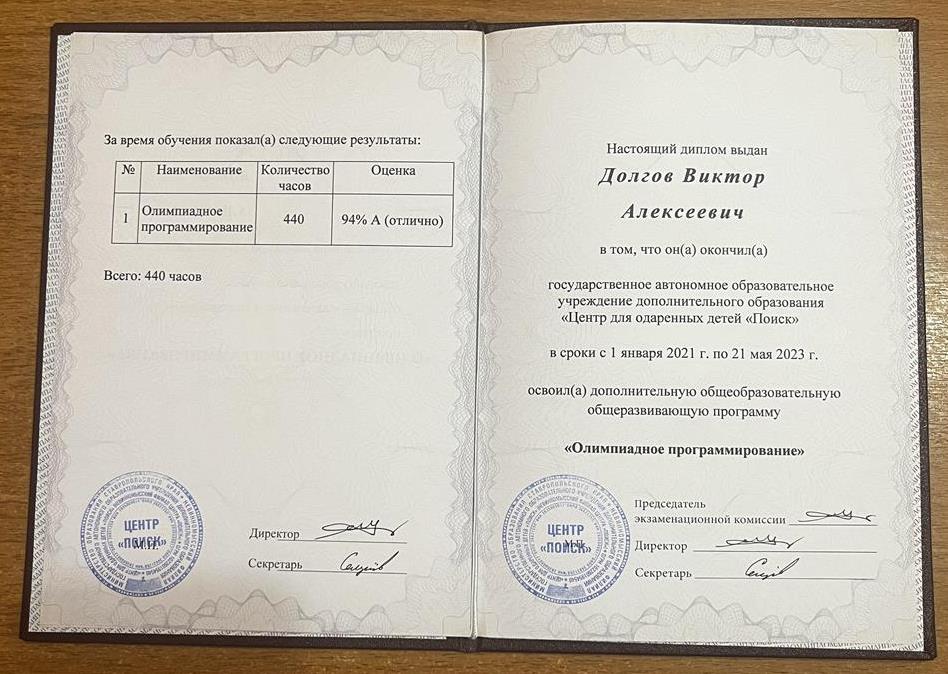 За время обучения показал(а) следующие результаты:
№ Наименование Количество часов Оценка
1 Олимпиадное программирование 440 94% А (отлично)
Всего: 440 часов
ЦЕНТР
«ПОИСК»
М.П.
Директор
Секретарь
Настоящий диплом выдан
Долгов Виктор
Алексеевич
в том, что он(а) окончил(а)
государственное автономное образовательное
учреждение дополнительного образования
«Центр для одаренных детей «Поиск»
в сроки с 1 января 2021 г. по 21 мая 2023 г.
освоил(а) дополнительную общеобразовательную
общеразвивающую программу
«Олимпиадное программирование»
ЦЕНТР
«ПОИСК»
М.П.
Председатель
экзаменационной комиссии
Директор
Секретарь